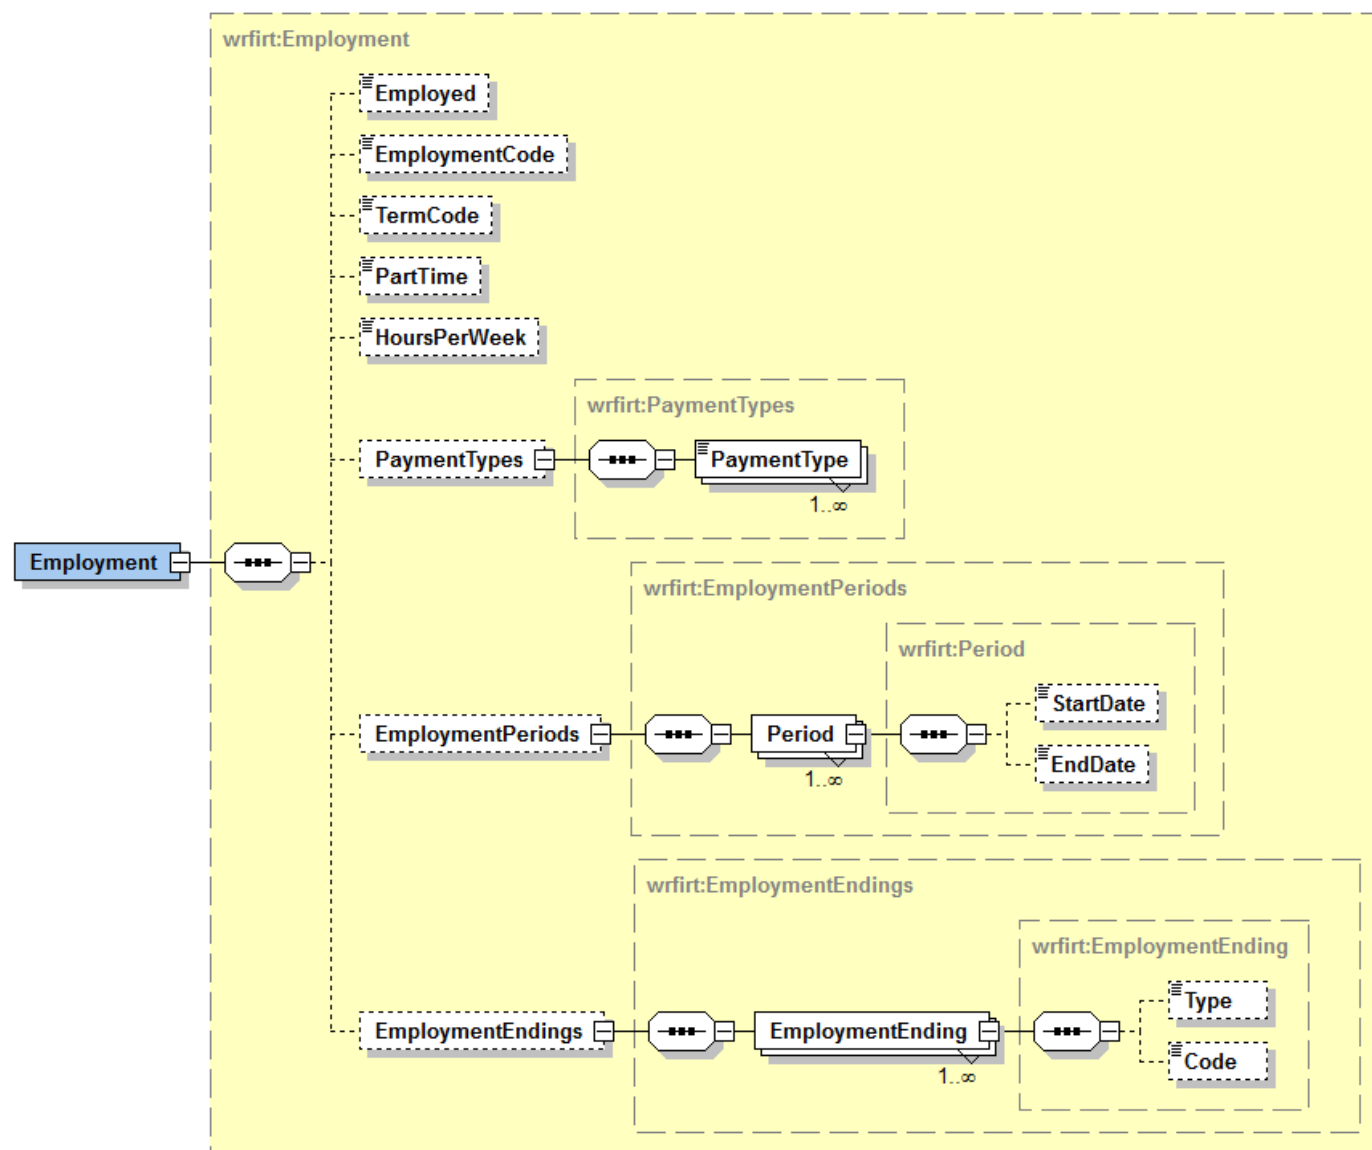 wrfirt:Employment
Employed
EmploymentCode
TermCode
PartTime
HoursPerWeek
wrfirt:PaymentTypes
PaymentTypes
PaymentType
1..∞
Employment
wrfirt:EmploymentPeriods
wrfirt:Period
StartDate
EmploymentPeriods
Period
EndDate
1..∞
wrfirt:EmploymentEndings
wrfirt:EmploymentEnding
Type
EmploymentEndings
EmploymentEnding
Code
1..∞